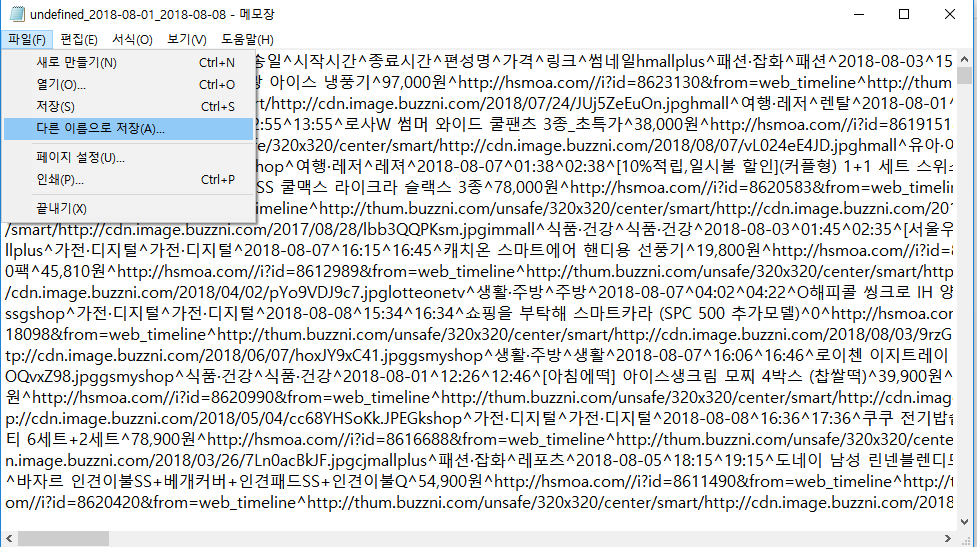 undefined_2018-08-01_2018-08-08 - 메모장
파일(F) 편집(E) 서식(O) 보기(V) 도움말(H)
새로 만들기(N) Ctrl+N
열기(O)... Ctrl+O
저장(S) Ctrl+S
다른 이름으로 저장(A)...
페이지 설정(U)...
인쇄(P)... Ctrl+P
끝내기(X)
송일^시작시간^종료시간^편성명^가격^링크^썸네일hmallplus^패션·잡화^패션^2018-08-03^15
아이스 냉풍기^97,000원^http://hsmoa.com//i?id=8623130&from=web_timeline^http://thum
smart/http://cdn.image.buzzni.com/2018/07/24/JUj5ZeEuOn.jpghmall^여행·레저^렌탈^2018-08-01^
2:55^13:55^로사W 썸머 와이드 쿨팬츠 3종_초특가^38,000원^http://hsmoa.com//i?id=8619151
fe/320x320/center/smart/http://cdn.image.buzzni.com/2018/08/07/vL024eE4JD.jpghmall^유아·
hop^여행·레저^레져^2018-08-07^01:38^02:38^[10%적립,일시불 할인](커플형) 1+1 세트 스위스
SS 쿨맥스 라이크라 슬랙스 3종^78,000원^http://hsmoa.com//i?id=8620583&from=web_tim
meline^http://thum.buzzni.com/unsafe/320x320/center/smart/http://cdn.image.buzzni.com/20
/smart/http://cdn.image.buzzni.com/2017/08/28/lbb3QQPKsm.jpgimmall^식품·건강^식품·건강^2018-08-03^01:45^02:35^[서울우
llplus^가전·디지털^가전·디지털^2018-08-07^16:15^16:45^캐치온 스마트에어 핸디용 선풍기^19,800원^http://hsmoa.com//i?id=8
0팩^45,810원^http://hsmoa.com//i?id=8612989&from=web_timeline^http://thum.buzzni.com/unsafe/320x320/center/smart/http
/cdn.image.buzzni.com/2018/04/02/pYo9VDJ9c7.jpglotteonetv^생활·주방^주방^2018-08-07^04:02^04:22^O해피콜 씽크로 IH 양
ssgshop^가전·디지털^가전·디지털^2018-08-08^15:34^16:34^쇼핑을 부탁해 스마트카라 (SPC 500 추가모델)^0^http://hsmoa.com
18098&from=web_timeline^http://thum.buzzni.com/unsafe/320x320/center/smart/http://cdn.image.buzzni.com/2018/08/03/9rzG
tp://cdn.image.buzzni.com/2018/06/07/hoxJY9xC41.jpggsmyshop^생활·주방^생활^2018-08-07^16:06^16:46^로이첸 이지트레이
OQvxZ98.jpggsmyshop^식품·건강^식품·건강^2018-08-01^12:26^12:46^[아침에떡] 아이스생크림 모찌 4박스 (찹쌀떡)^39,900원^
원^http://hsmoa.com//i?id=8620990&from=web_timeline^http://thum.buzzni.com/unsafe/320x320/center/smart/http://cdn.image
p://cdn.image.buzzni.com/2018/05/04/cc68YHSoKk.JPEGkshop^가전·디지털^가전·디지털^2018-08-08^16:36^17:36^쿠쿠 전기밥솥
티 6세트+2세트^78,900원^http://hsmoa.com//i?id=8616688&from=web_timeline^http://thum.buzzni.com/unsafe/320x320/cente
n.image.buzzni.com/2018/03/26/7Ln0acBkJF.jpgcjmallplus^패션·잡화^레포츠^2018-08-05^18:15^19:15^도네이 남성 린넨블렌디드
^바자르 인견이불SS+베개커버+인견패드SS+인견이불Q^54,900원^http://hsmoa.com//i?id=8611490&from=web_timeline^http://t
om//i?id=8620420&from=web_timeline^http://thum.buzzni.com/unsafe/320x320/center/smart/http://cdn.image.buzzni.com/2018